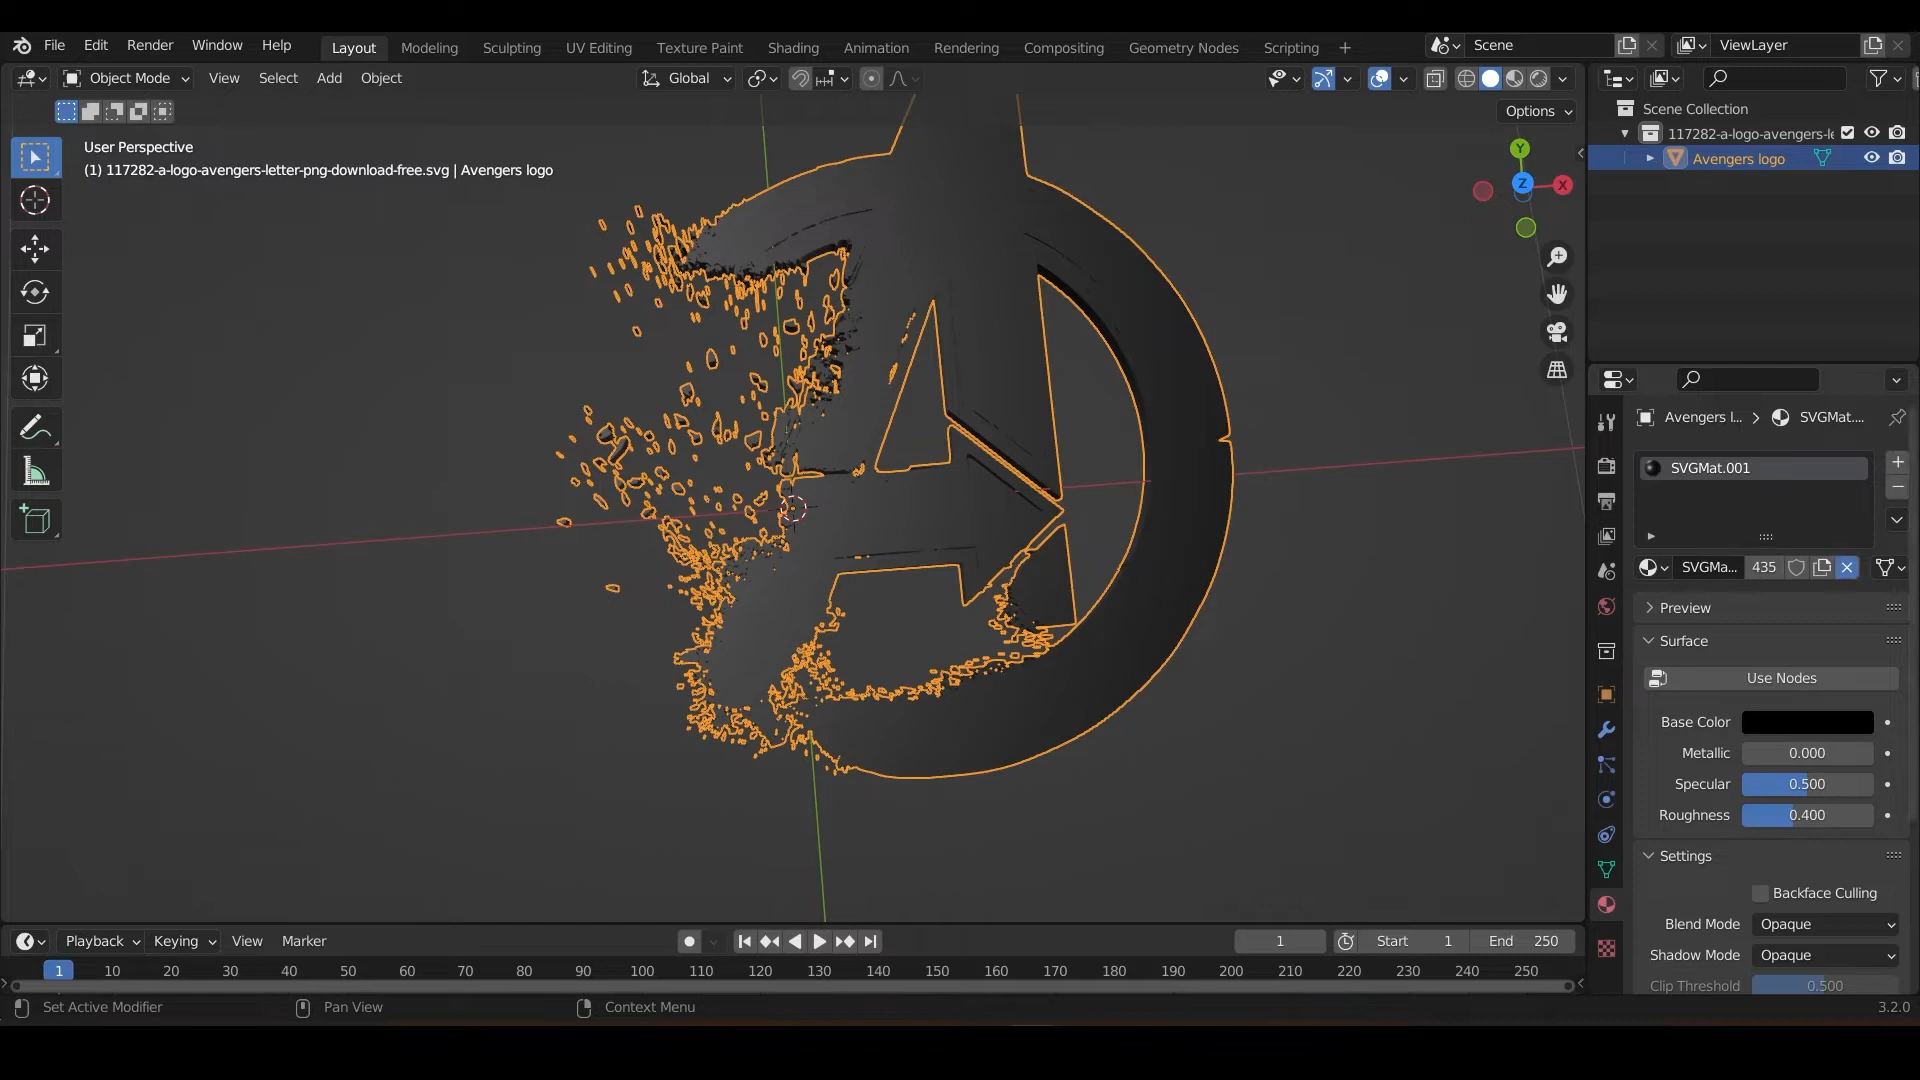 File Edit Render Window Help Layout Modeling Sculpting UV Editing Texture Paint Shading Animation Rendering Compositing Geometry Nodes Scripting + Scene ViewLayer
Object Mode View Select Add Object Global
Options
User Perspective
(1) 117282-a-logo-avengers-letter-png-download-free.svg | Avengers logo
Y
Z
X
Scene Collection
117282-a-logo-avengers-le
Avengers logo
Avengers l... > SVGMat....
SVGMat.001
SVGMa... 435
Preview
Surface
Use Nodes
Base Color
Metallic 0.000
Specular 0.500
Roughness 0.400
Settings
Backface Culling
Blend Mode Opaque
Shadow Mode Opaque
Clip Threshold 0.500
Playback Keying View Marker 1 Start 1 End 250
1 10 20 30 40 50 60 70 80 90 100 110 120 130 140 150 160 170 180 190 200 210 220 230 240 250
Set Active Modifier Pan View Context Menu 3.2.0